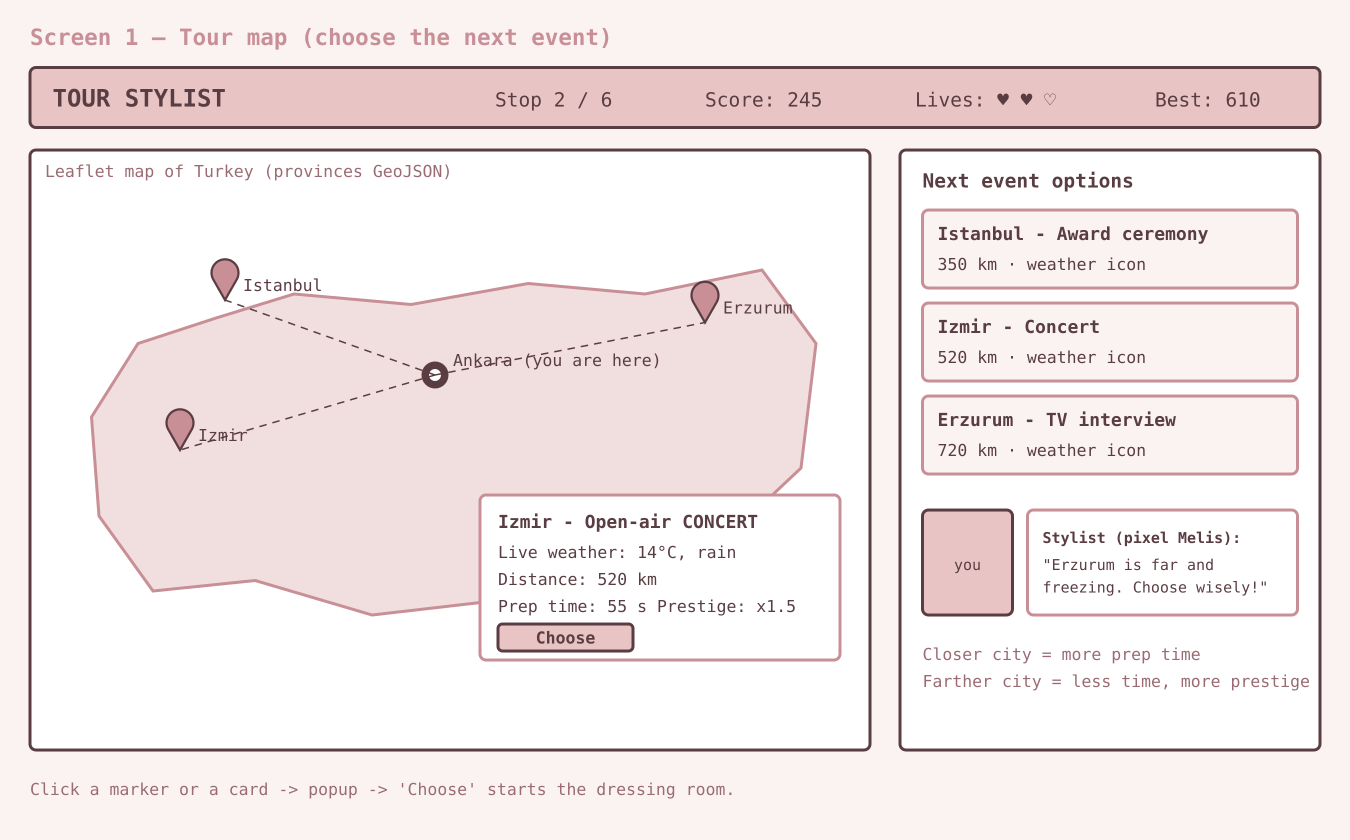 Screen 1 — Tour map (choose the next event)
TOUR STYLIST
Stop 2 / 6
Score: 245
Lives: ♥ ♥ ♡
Best: 610
Leaflet map of Turkey (provinces GeoJSON)
Istanbul
Erzurum
Ankara (you are here)
Izmir
Izmir - Open-air CONCERT
Live weather: 14°C, rain
Distance: 520 km
Prep time: 55 s Prestige: x1.5
Choose
Next event options
Istanbul - Award ceremony
350 km · weather icon
Izmir - Concert
520 km · weather icon
Erzurum - TV interview
720 km · weather icon
you
Stylist (pixel Melis):
"Erzurum is far and
freezing. Choose wisely!"
Closer city = more prep time
Farther city = less time, more prestige
Click a marker or a card -> popup -> 'Choose' starts the dressing room.